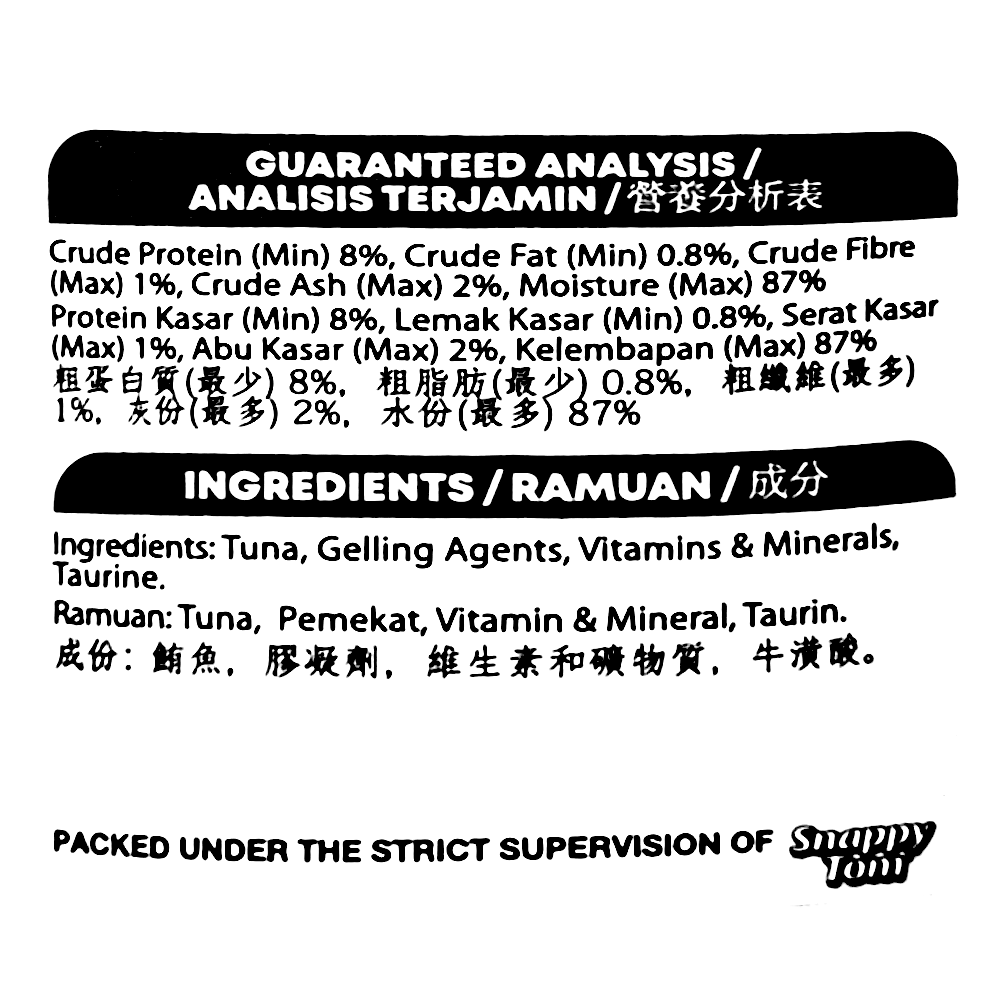 GUARANTEED ANALYSIS /
ANALISIS TERJAMIN / 營養分析表
Crude Protein (Min) 8%, Crude Fat (Min) 0.8%, Crude Fibre
(Max) 1%, Crude Ash (Max) 2%, Moisture (Max) 87%
Protein Kasar (Min) 8%, Lemak Kasar (Min) 0.8%, Serat Kasar
(Max) 1%, Abu Kasar (Max) 2%, Kelembapan (Max) 87%
粗蛋白質(最少) 8%, 粗脂肪(最少) 0.8%, 粗纖維(最多)
1%, 灰份(最多) 2%, 水份(最多) 87%
INGREDIENTS / RAMUAN / 成分
Ingredients: Tuna, Gelling Agents, Vitamins & Minerals,
Taurine.
Ramuan: Tuna, Pemekat, Vitamin & Mineral, Taurin.
成份: 鮪魚, 膠凝劑, 維生素和礦物質, 牛潢酸。
PACKED UNDER THE STRICT SUPERVISION OF Snappy
Tom